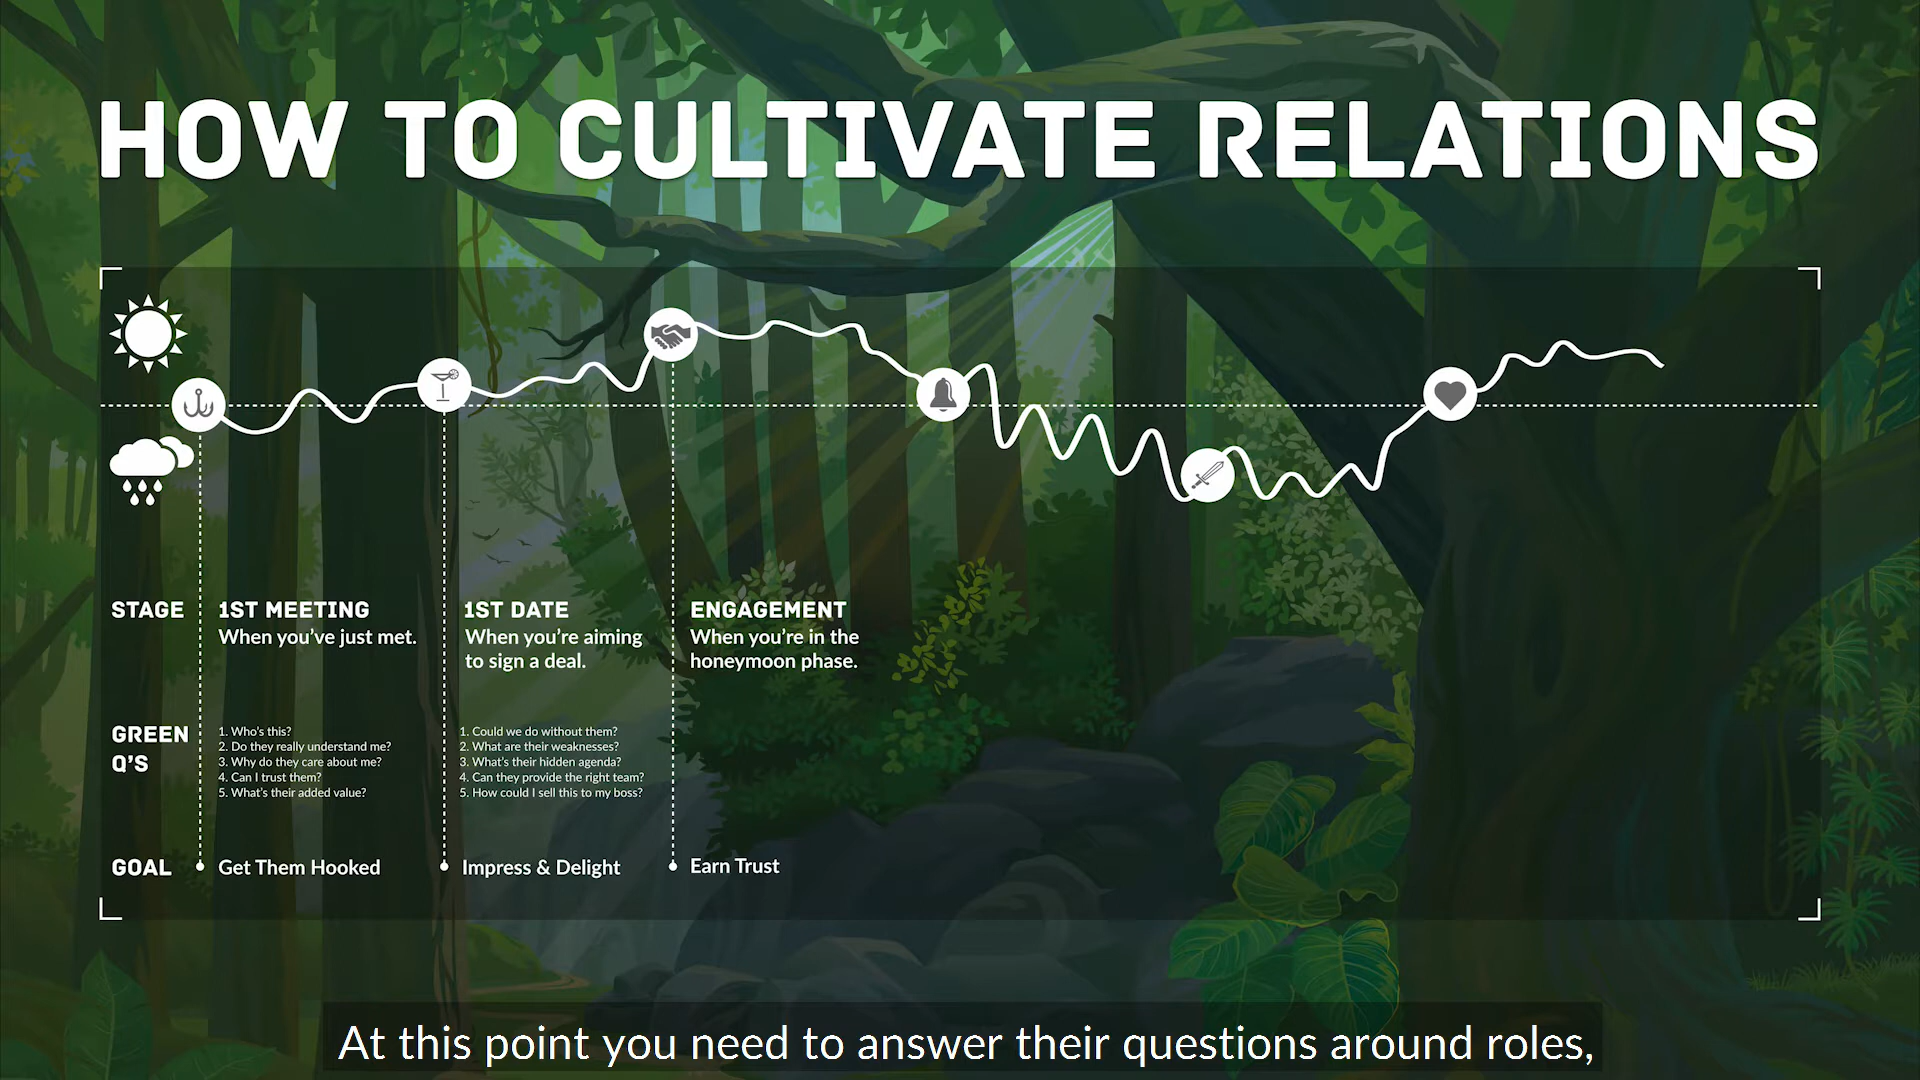 HOW TO CULTIVATE RELATIONS
STAGE
1ST MEETING
When you've just met.
1ST DATE
When you're aiming
to sign a deal.
ENGAGEMENT
When you're in the
honeymoon phase.
GREEN
Q'S
1. Who's this?
2. Do they really understand me?
3. Why do they care about me?
4. Can I trust them?
5. What's their added value?
1. Could we do without them?
2. What are their weaknesses?
3. What's their hidden agenda?
4. Can they provide the right team?
5. How could I sell this to my boss?
GOAL
Get Them Hooked
Impress & Delight
Earn Trust
At this point you need to answer their questions around roles,